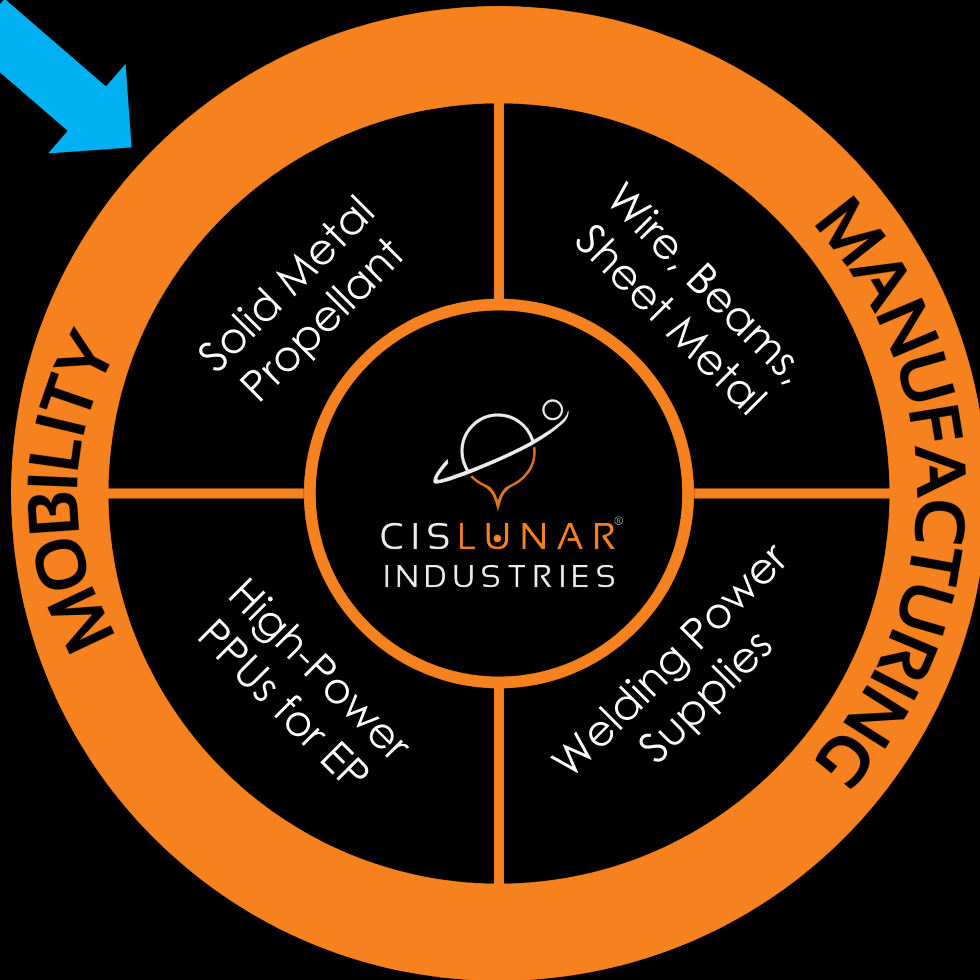 MOBILITY
Solid Metal
Propellant
Wire, Beams,
Sheet Metal
MANUFACTURING
CISLUNAR®
INDUSTRIES
High-Power
PPUs for EP
Welding Power
Supplies